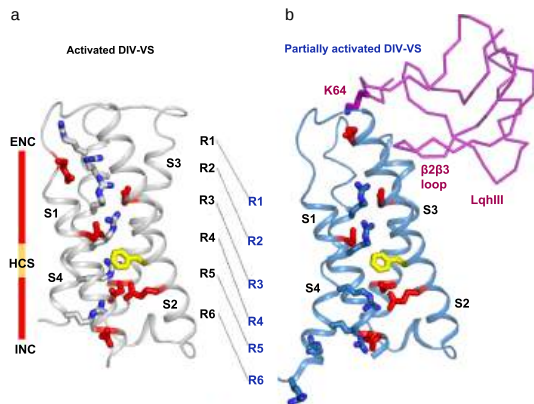 a
Activated DIV-VS
ENC
HCS
INC
S1
S4
S3
S2
R1
R2
R3
R4
R5
R6
R1
R2
R3
R4
R5
R6
b
Partially activated DIV-VS
K64
β2β3
loop
LqhIII
S1
S3
S4
S2